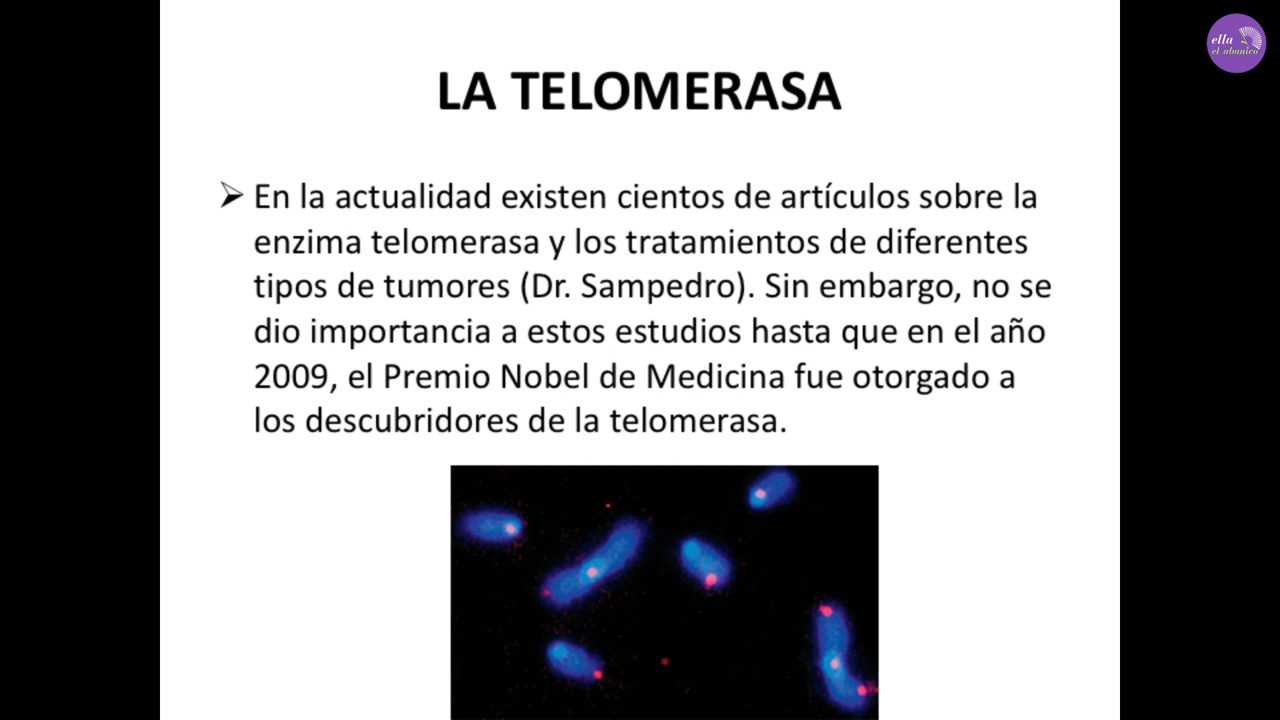 ella
el abanico
LA TELOMERASA
➢ En la actualidad existen cientos de artículos sobre la
enzima telomerasa y los tratamientos de diferentes
tipos de tumores (Dr. Sampedro). Sin embargo, no se
dio importancia a estos estudios hasta que en el año
2009, el Premio Nobel de Medicina fue otorgado a
los descubridores de la telomerasa.